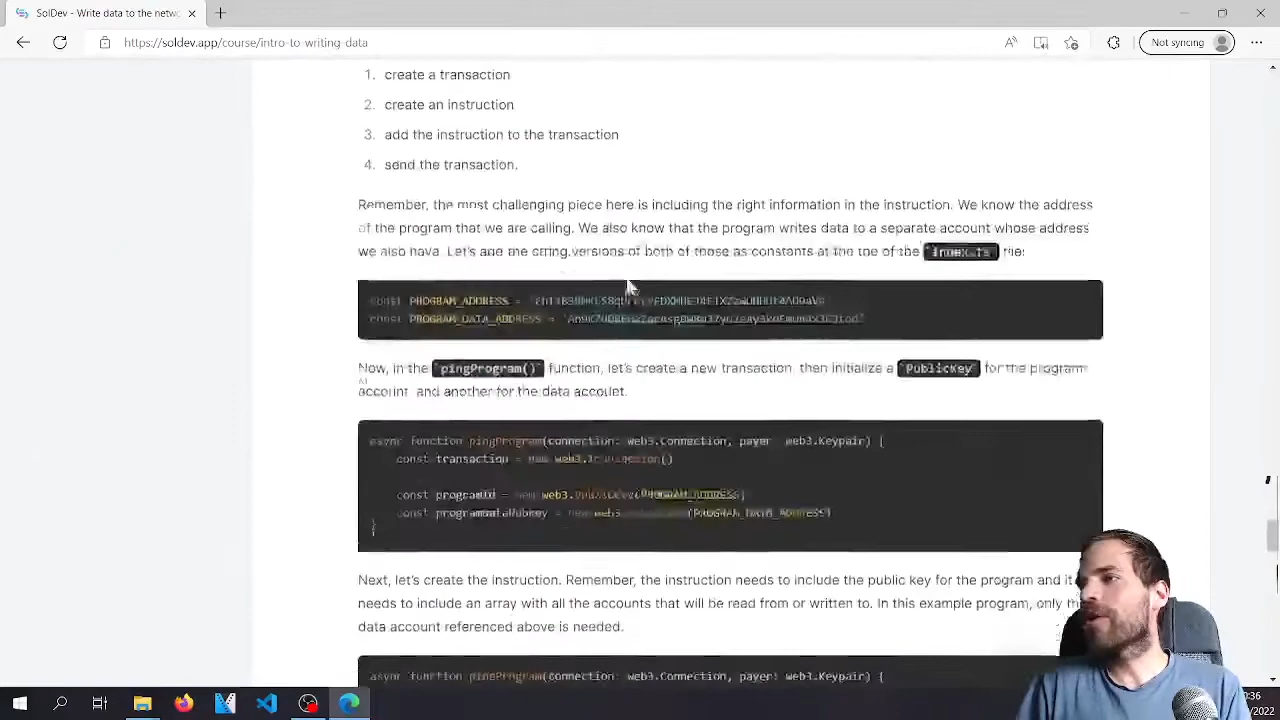 SolDev - Write data to the netw
https://soldev.app/course/intro-to-writing-data
Not syncing
1. create a transaction
2. create an instruction
3. add the instruction to the transaction
4. send the transaction.
Remember, the most challenging piece here is including the right information in the instruction. We know the address
of the program that we are calling. We also know that the program writes data to a separate account whose address
we also have. Let's add the string versions of both of those as constants at the top of the `index.ts` file:
const PROGRAM_ADDRESS =
const PROGRAM_DATA_ADDRESS =
Now, in the `pingProgram()` function, let's create a new transaction, then initialize a `PublicKey` for the program
account, and another for the data account.
async function pingProgram(connection: web3.Connection, payer: web3.Keypair) {
const transaction = new web3.Transaction()
const programId = new web3.PublicKey(PROGRAM_ADDRESS)
const programDataPubkey = new web3.PublicKey(PROGRAM_DATA_ADDRESS)
}
Next, let's create the instruction. Remember, the instruction needs to include the public key for the program and it
needs to include an array with all the accounts that will be read from or written to. In this example program, only
data account referenced above is needed.
async function pingProgram(connection: web3.Connection, payer: web3.Keypair) {
:36
2022